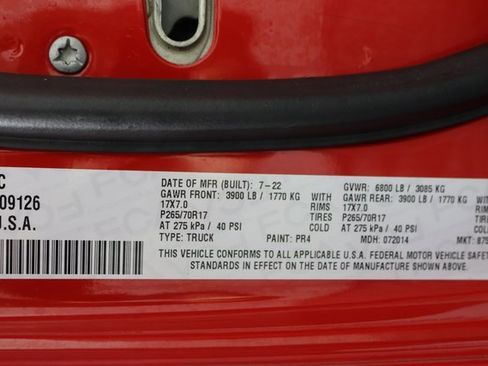 C
09126
U.S.A.
DATE OF MFR (BUILT): 7-22 GVWR: 6800 LB / 3085 KG
GAWR FRONT: 3900 LB / 1770 KG WITH GAWR REAR: 3900 LB / 1770 KG
17X7.0 RIMS 17X7.0
P265/70R17 TIRES P265/70R17
AT 275 kPa / 40 PSI COLD AT 275 kPa / 40 PSI
TYPE: TRUCK PAINT: PR4 MDH: 072014 MKT: 875
THIS VEHICLE CONFORMS TO ALL APPLICABLE U.S.A. FEDERAL MOTOR VEHICLE SAFE
STANDARDS IN EFFECT ON THE DATE OF MANUFACTURE SHOWN ABOVE.